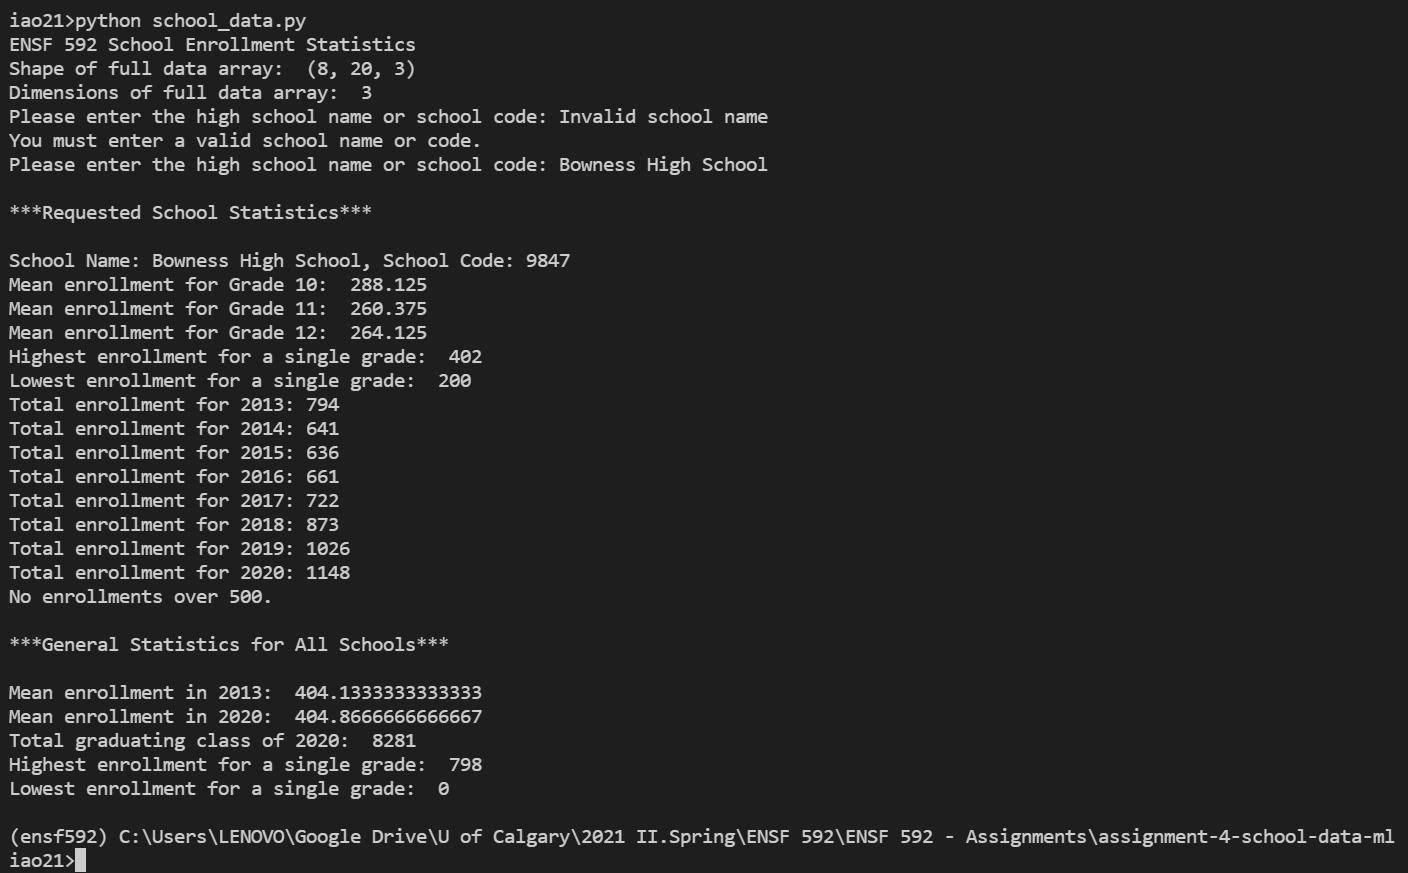 iao21>python school_data.py
ENSF 592 School Enrollment Statistics
Shape of full data array:  (8, 20, 3)
Dimensions of full data array:  3
Please enter the high school name or school code: Invalid school name
You must enter a valid school name or code.
Please enter the high school name or school code: Bowness High School

***Requested School Statistics***

School Name: Bowness High School, School Code: 9847
Mean enrollment for Grade 10:  288.125
Mean enrollment for Grade 11:  260.375
Mean enrollment for Grade 12:  264.125
Highest enrollment for a single grade:  402
Lowest enrollment for a single grade:  200
Total enrollment for 2013: 794
Total enrollment for 2014: 641
Total enrollment for 2015: 636
Total enrollment for 2016: 661
Total enrollment for 2017: 722
Total enrollment for 2018: 873
Total enrollment for 2019: 1026
Total enrollment for 2020: 1148
No enrollments over 500.

***General Statistics for All Schools***

Mean enrollment in 2013:  404.1333333333333
Mean enrollment in 2020:  404.8666666666667
Total graduating class of 2020:  8281
Highest enrollment for a single grade:  798
Lowest enrollment for a single grade:  0

(ensf592) C:\Users\LENOVO\Google Drive\U of Calgary\2021 II.Spring\ENSF 592\ENSF 592 - Assignments\assignment-4-school-data-ml
iao21>